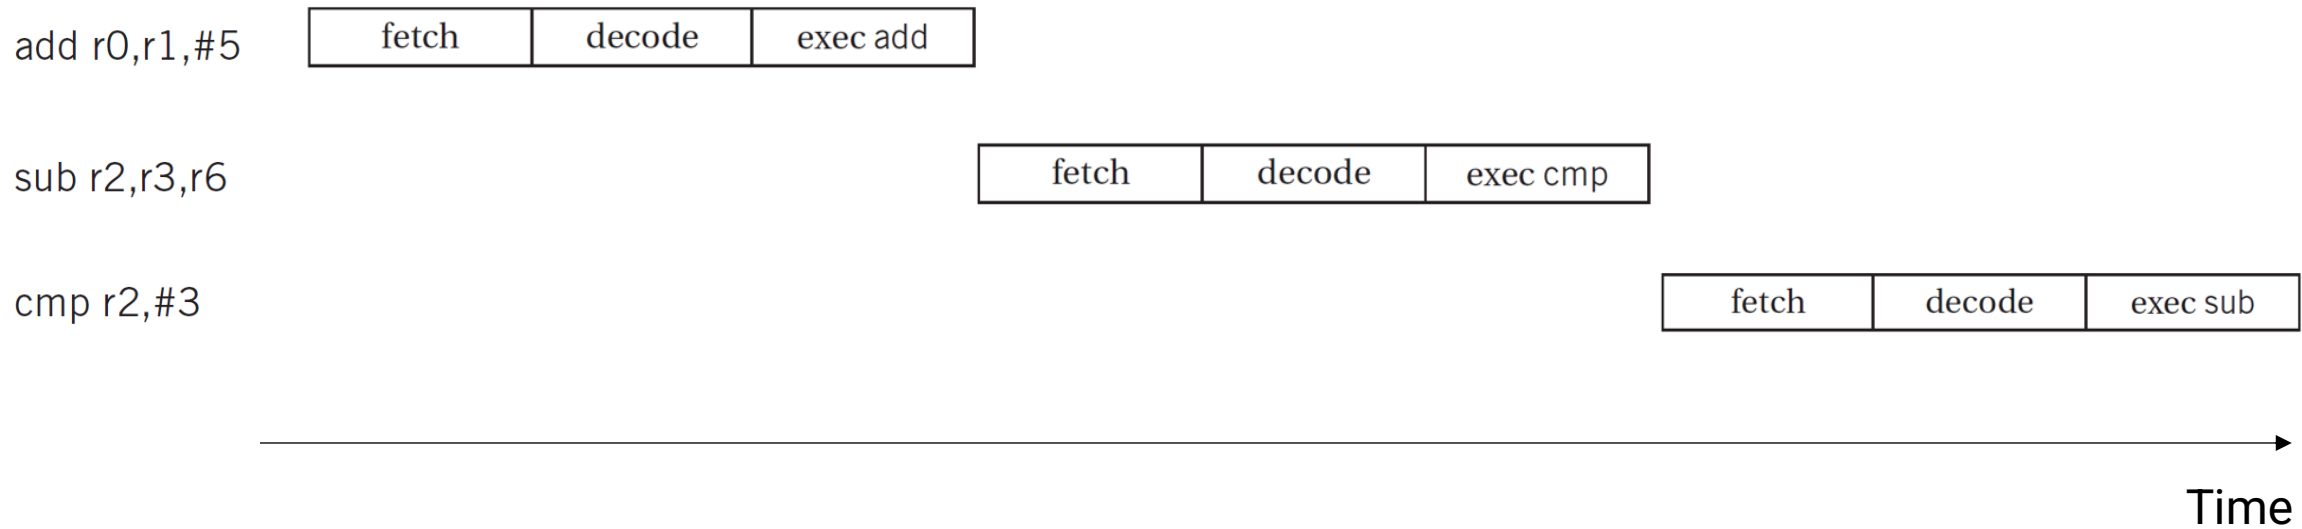 add r0,r1,#5 fetch decode exec add
sub r2,r3,r6 fetch decode exec cmp
cmp r2,#3 fetch decode exec sub
Time